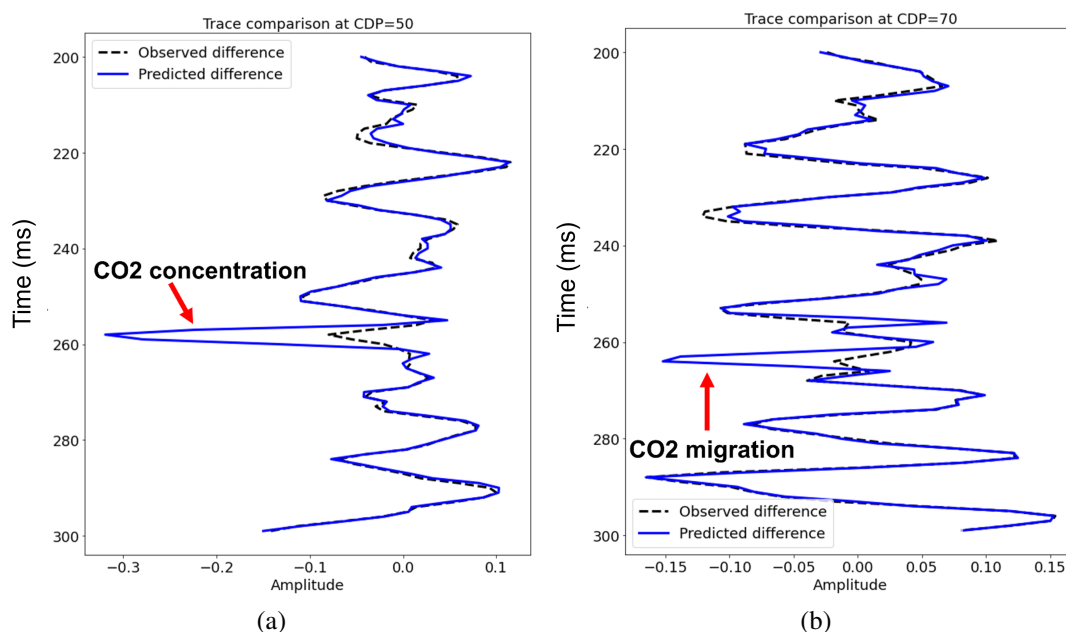 Trace comparison at CDP=50
Observed difference
Predicted difference
200
220
240
260
280
300
Time (ms)
CO2 concentration
−0.3
−0.2
−0.1
0.0
0.1
Amplitude
(a)
Trace comparison at CDP=70
200
220
240
260
280
300
Time (ms)
CO2 migration
Observed difference
Predicted difference
−0.15
−0.10
−0.05
0.00
0.05
0.10
0.15
Amplitude
(b)